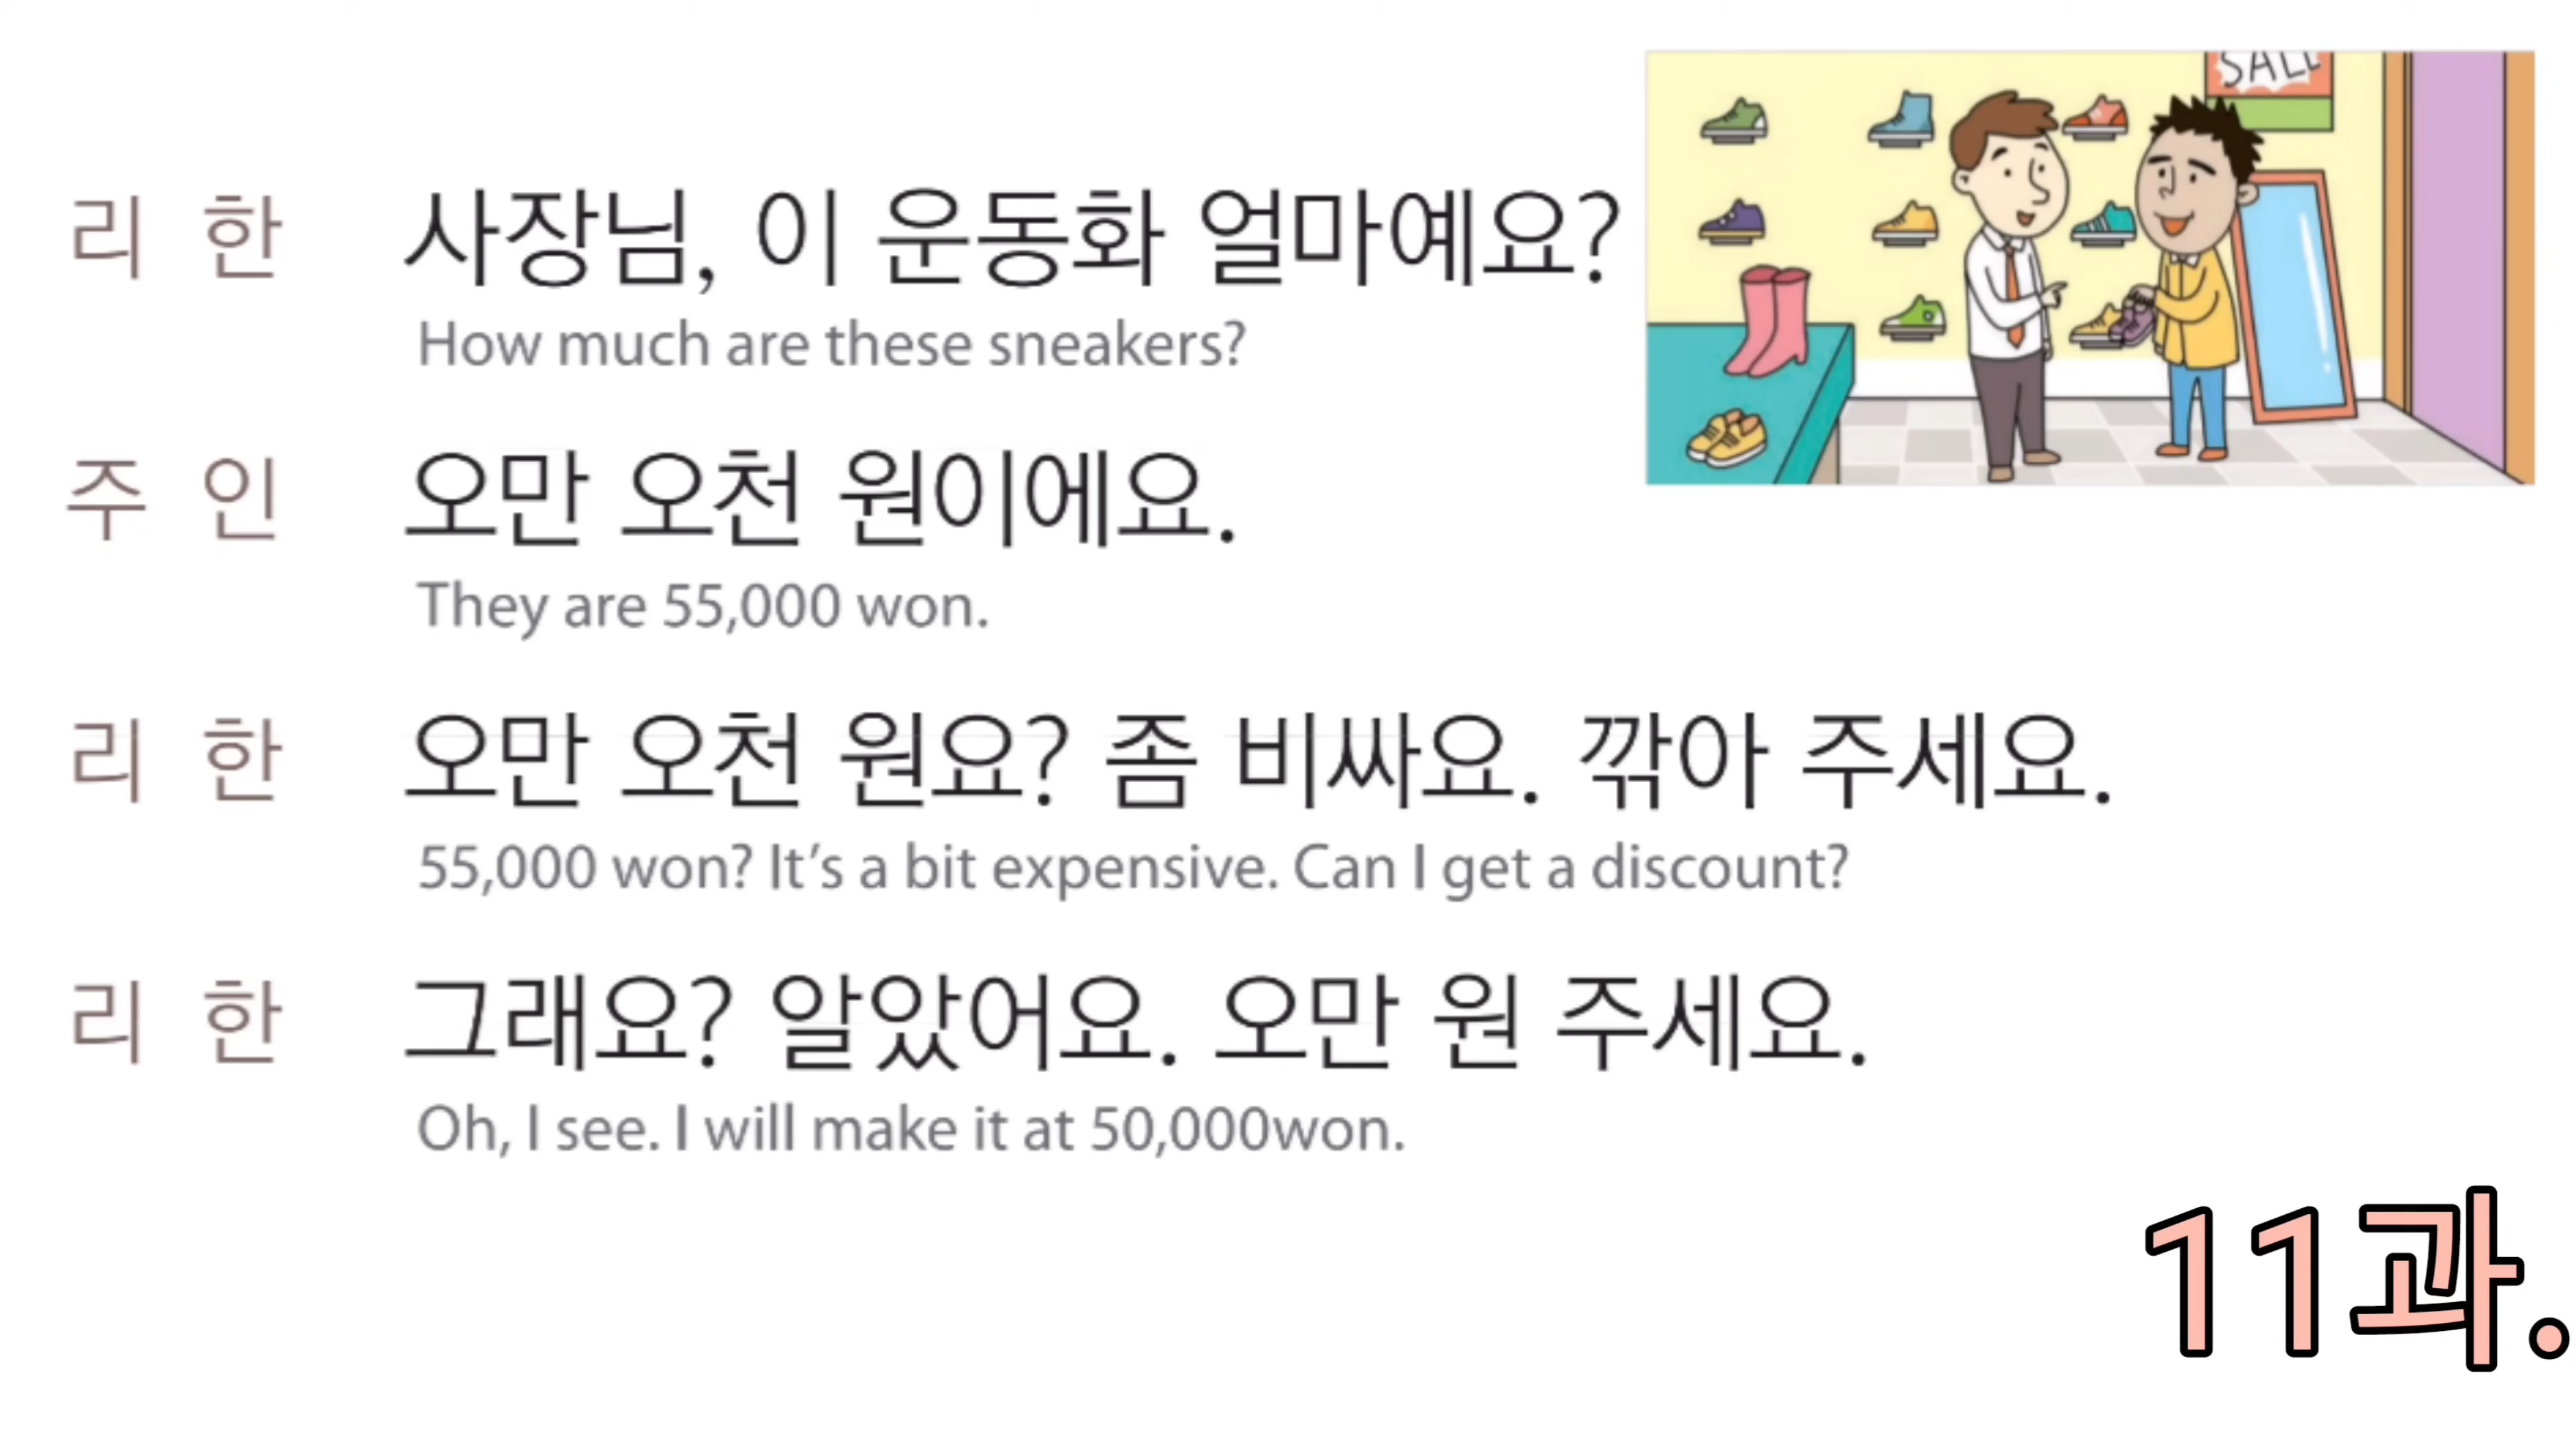 리 한 사장님, 이 운동화 얼마예요?
How much are these sneakers?
주 인 오만 오천 원이에요.
They are 55,000 won.
리 한 오만 오천 원요? 좀 비싸요. 깎아 주세요.
55,000 won? It's a bit expensive. Can I get a discount?
리 한 그래요? 알았어요. 오만 원 주세요.
Oh, I see. I will make it at 50,000won.
SALE
11과.